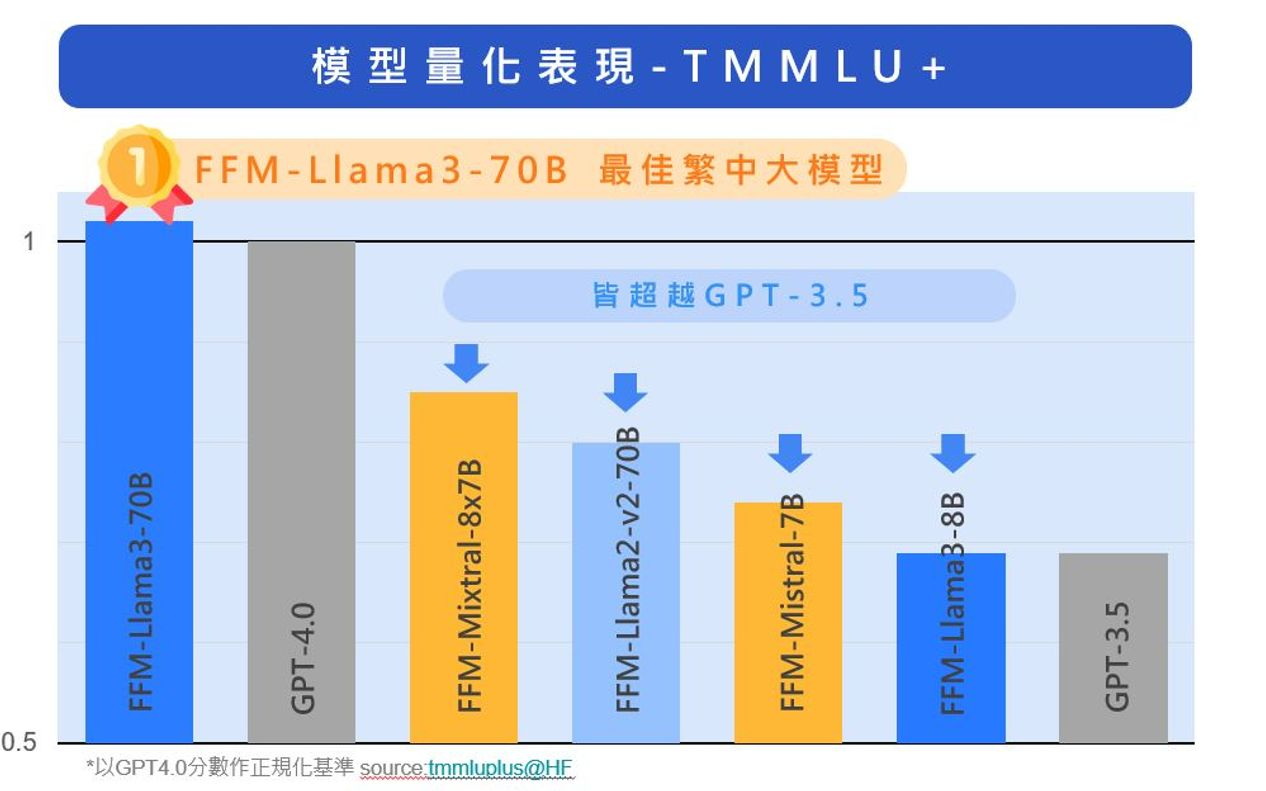 模型量化表現-TMMLU+
1
FFM-Llama3-70B 最佳繁中大模型
1
皆超越GPT-3.5
FFM-Llama3-70B
GPT-4.0
FFM-Mixtral-8x7B
FFM-Llama2-v2-70B
FFM-Mistral-7B
FFM-Llama3-8B
GPT-3.5
0.5
*以GPT4.0分數作正規化基準 source:tmmluplus@HF